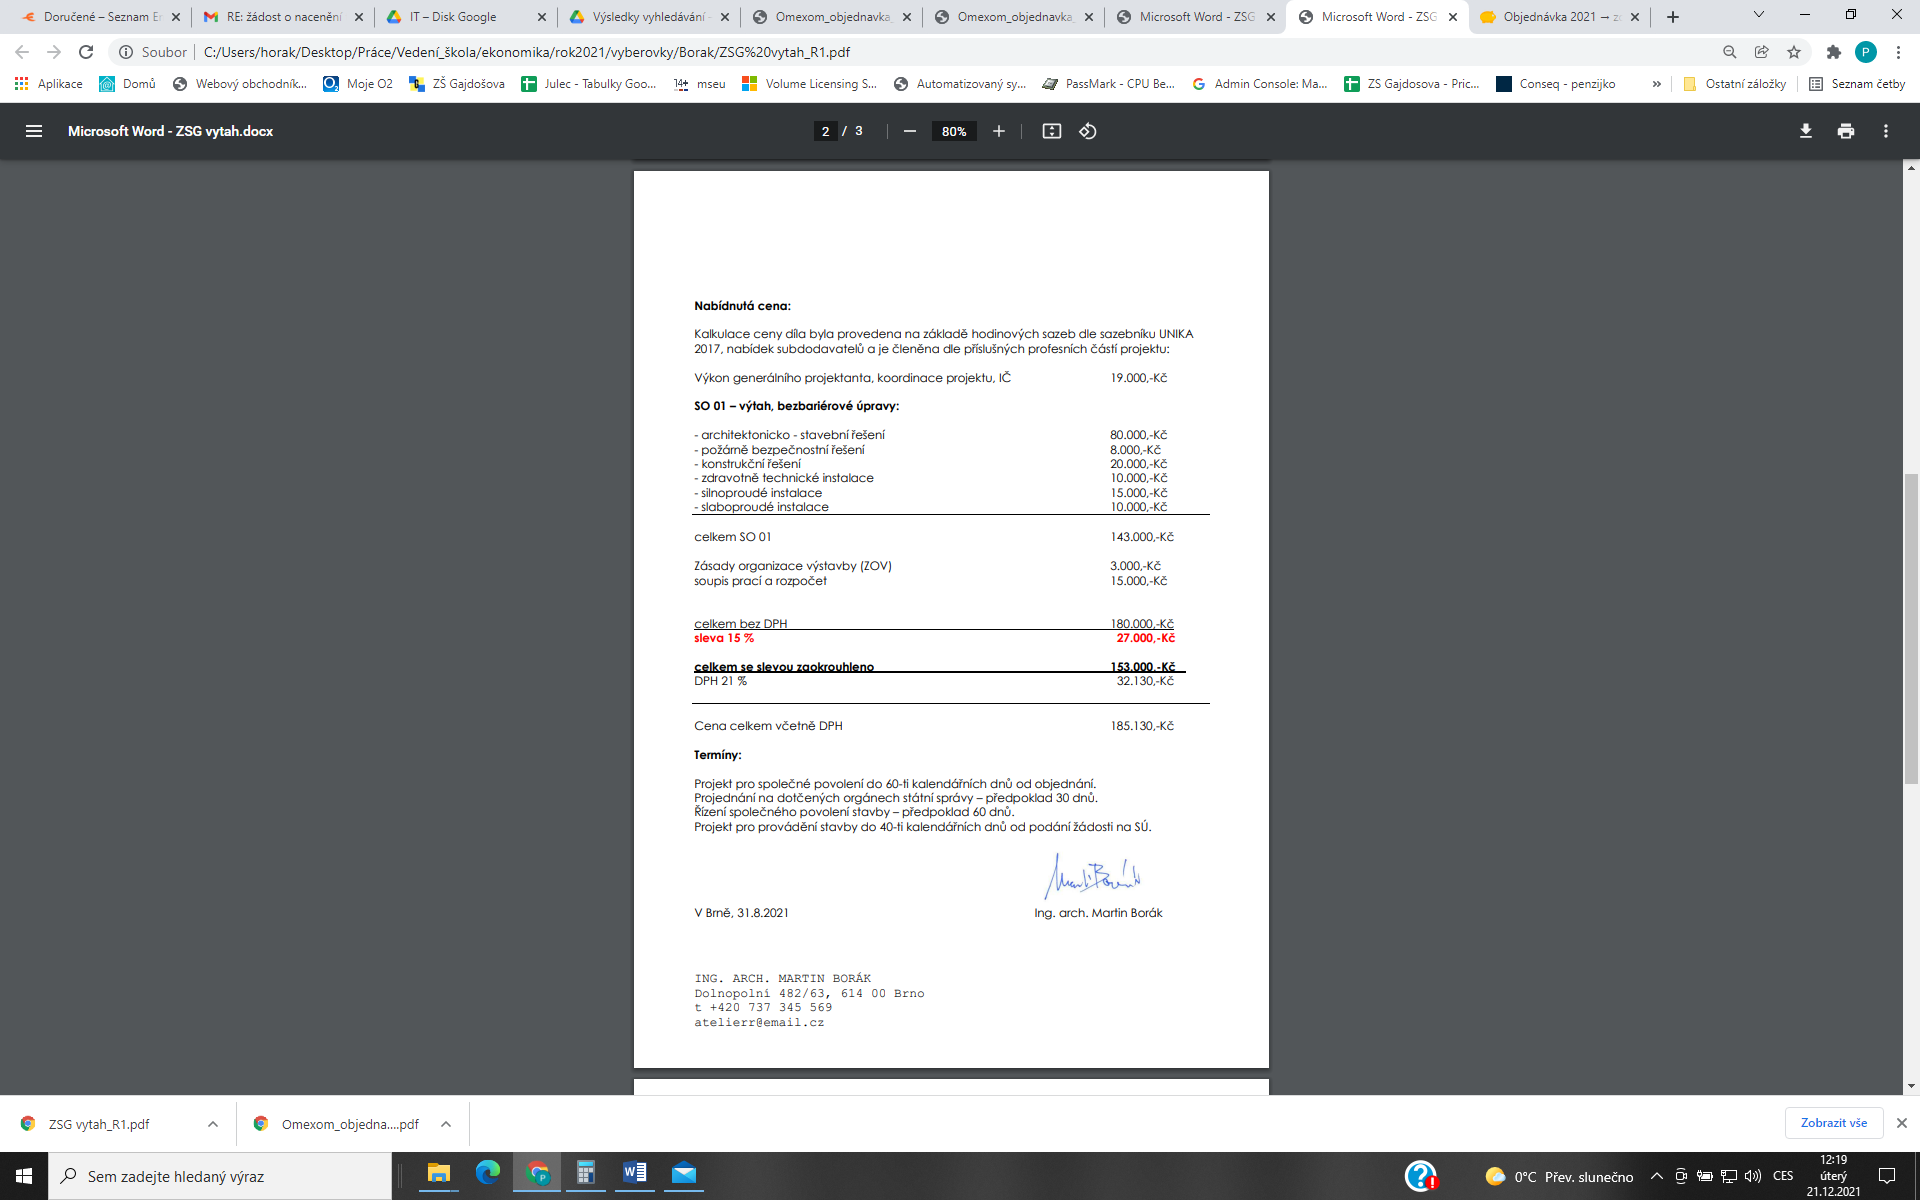 Doručené – Seznam Em
RE: žádost o nacenění
IT – Disk Google
Výsledky vyhledávání -
Omexom_objednavka_
Omexom_objednavka_
Microsoft Word - ZSG
Microsoft Word - ZSG
Objednávka 2021 → zs
Soubor
C:/Users/horak/Desktop/Práce/Vedení_škola/ekonomika/rok2021/vyberovky/Borak/ZSG%20vytah_R1.pdf
P
Aplikace
Domů
Webový obchodník...
Moje O2
ZŠ Gajdošova
Julec - Tabulky Goo...
14+ mseu
Volume Licensing S...
Automatizovaný sy...
PassMark - CPU Be...
Admin Console: Ma...
ZS Gajdosova - Pric...
Conseq - penzijko
»
Ostatní záložky
Seznam četby
Microsoft Word - ZSG vytah.docx
2 / 3
80%
Nabídnutá cena:
Kalkulace ceny díla byla provedena na základě hodinových sazeb dle sazebníku UNIKA
2017, nabídek subdodavatelů a je členěna dle příslušných profesních částí projektu:
Výkon generálního projektanta, koordinace projektu, IČ 19.000,-Kč
SO 01 – výtah, bezbariérové úpravy:
- architektonicko - stavební řešení 80.000,-Kč
- požárně bezpečnostní řešení 8.000,-Kč
- konstrukční řešení 20.000,-Kč
- zdravotně technické instalace 10.000,-Kč
- silnoproudé instalace 15.000,-Kč
- slaboproudé instalace 10.000,-Kč
celkem SO 01 143.000,-Kč
Zásady organizace výstavby (ZOV) 3.000,-Kč
soupis prací a rozpočet 15.000,-Kč
celkem bez DPH 180.000,-Kč
sleva 15 % 27.000,-Kč
celkem se slevou zaokrouhleno 153.000,-Kč
DPH 21 % 32.130,-Kč
Cena celkem včetně DPH 185.130,-Kč
Termíny:
Projekt pro společné povolení do 60-ti kalendářních dnů od objednání.
Projednání na dotčených orgánech státní správy – předpoklad 30 dnů.
Řízení společného povolení stavby – předpoklad 60 dnů.
Projekt pro provádění stavby do 40-ti kalendářních dnů od podání žádosti na SÚ.
Martin Borák
V Brně, 31.8.2021 Ing. arch. Martin Borák
ING. ARCH. MARTIN BORÁK
Dolnopolní 482/63, 614 00 Brno
t +420 737 345 569
atelierr@email.cz
ZSG vytah_R1.pdf
Omexom_objedna....pdf
Zobrazit vše
Sem zadejte hledaný výraz
0°C Přev. slunečno
CES
12:19
úterý
21.12.2021